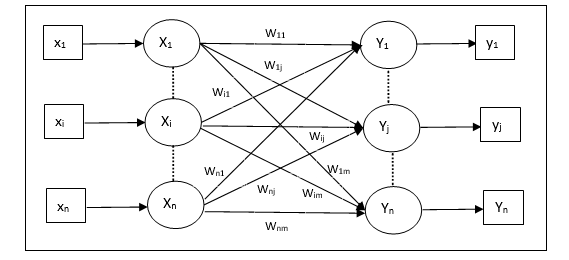 x1 X1 W11 Y1 y1
W1j
Wi1
xi Xi Wij Yj yj
Wn1 W1m
Wnj Wim
xn Xn Yn Yn
Wnm